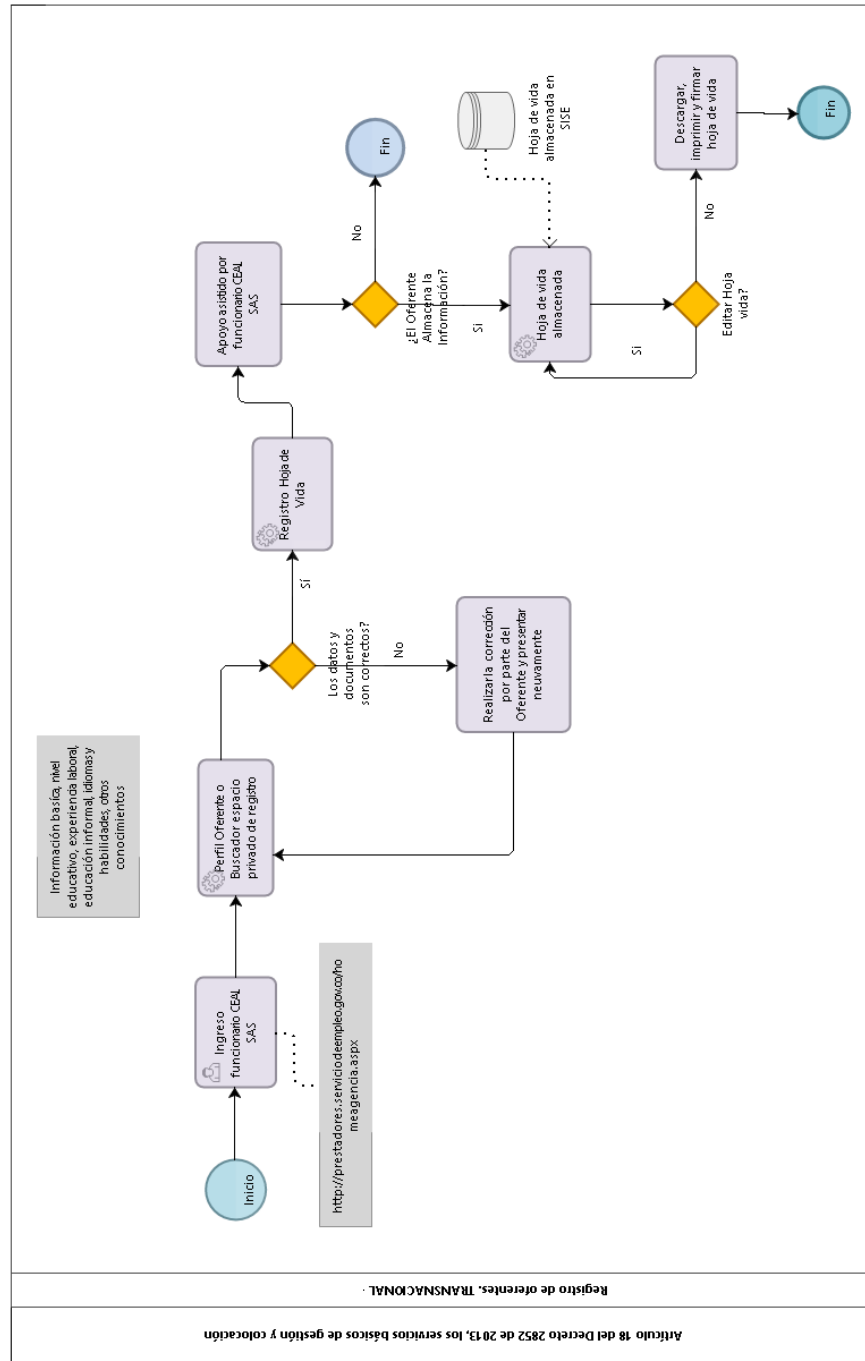 Artículo 18 del Decreto 2852 de 2013, los servicios básicos de gestión y colocación
Registro de oferentes. TRANSNACIONAL -
Inicio
Ingreso
funcionario CEAL
SAS
http://prestadores.serviciodeempleo.gov.co/ho
meagencia.aspx
Información basica, nivel
educativo, experiencia laboral,
educación informal, idiomas y
habilidades, otros
conocimientos
Perfil Oferente o
Buscador espacio
privado de registro
Los datos y
documentos
son correctos?
Sí
No
Realizar la corrección
por parte del
Oferente y presentar
neuvamente
Registro Hoja de
Vida
Apoyo asistido por
funcionario CEAL
SAS
¿El Oferente
Almacena la
Información?
No
Fin
Si
Hoja de vida
almacenada en
SISE
Hoja de vida
almacenada
Si
Editar Hoja
vida?
No
Descargar,
imprimir y firmar
hoja de vida
Fin